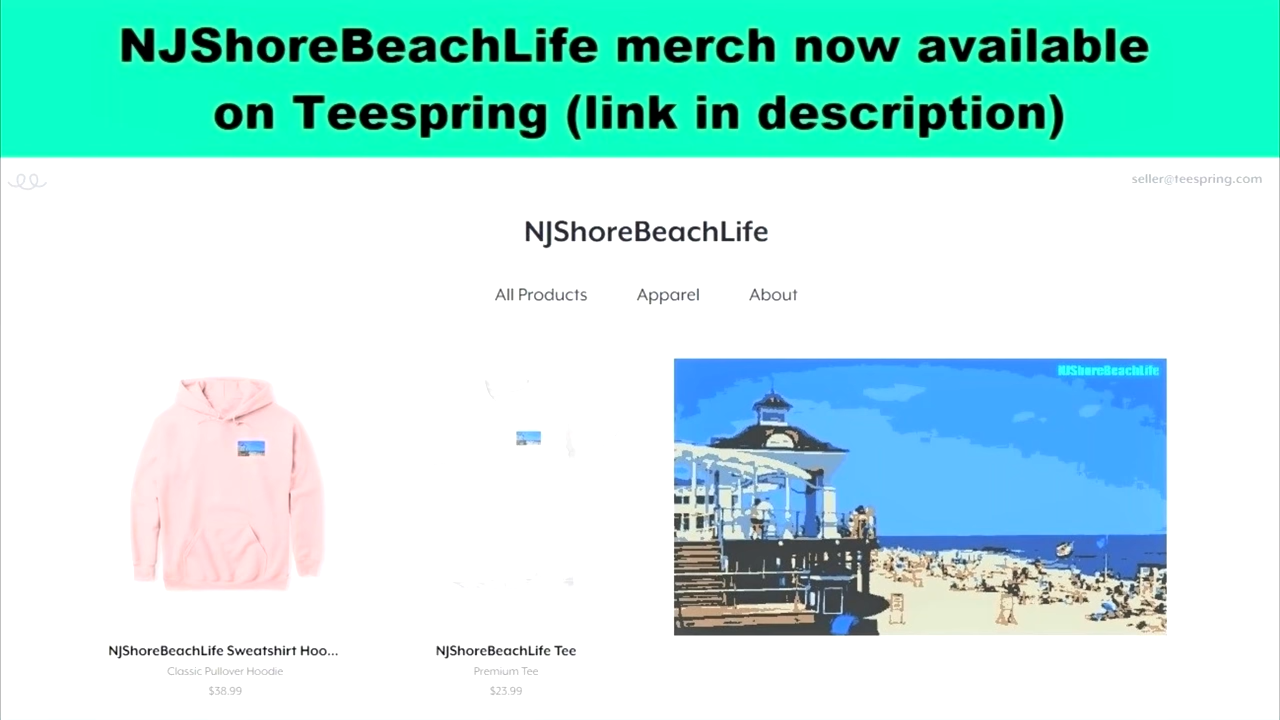 NJShoreBeachLife merch now available
on Teespring (link in description)
seller@teespring.com
NJShoreBeachLife
All Products Apparel About
NJShoreBeachLife
NJShoreBeachLife Sweatshirt Hoo...
Classic Pullover Hoodie
$38.99
NJShoreBeachLife Tee
Premium Tee
$23.99